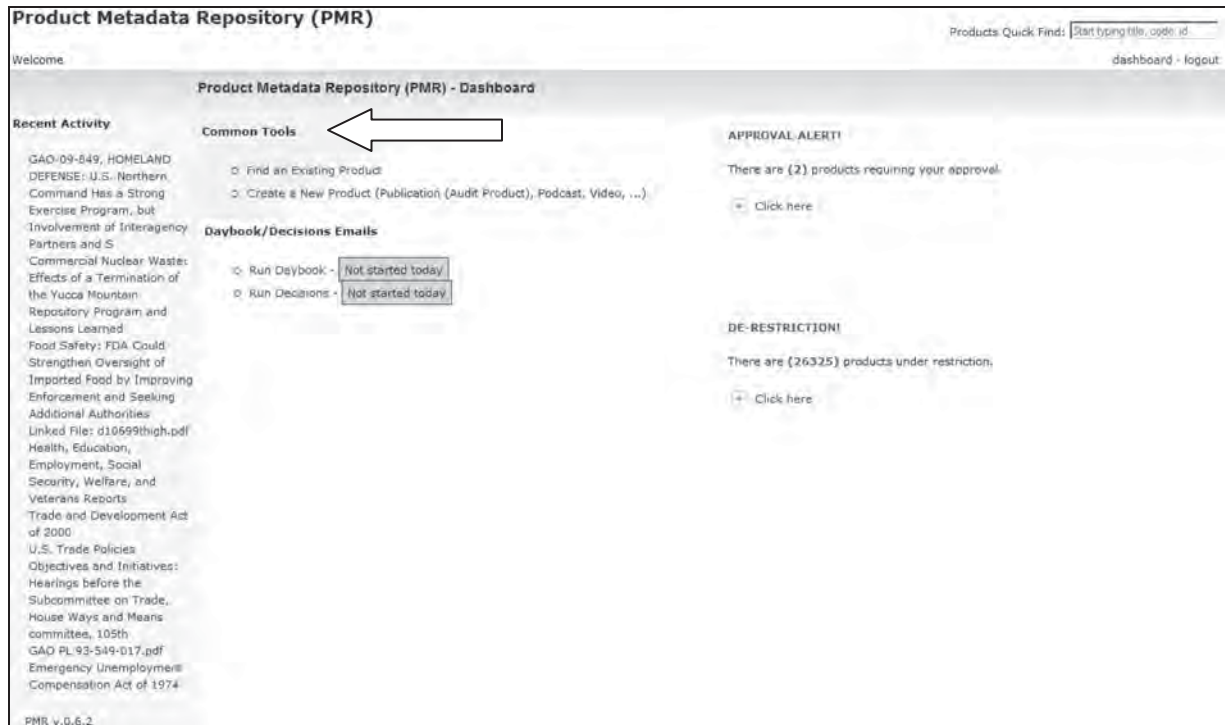 Product Metadata Repository (PMR)
Products Quick Find: Start typing title, code, id
Welcome
dashboard - logout
Product Metadata Repository (PMR) - Dashboard
Recent Activity
GAO-09-849, HOMELAND
DEFENSE: U.S. Northern
Command Has a Strong
Exercise Program, but
Involvement of Interagency
Partners and S
Commercial Nuclear Waste:
Effects of a Termination of
the Yucca Mountain
Repository Program and
Lessons Learned
Food Safety: FDA Could
Strengthen Oversight of
Imported Food by Improving
Enforcement and Seeking
Additional Authorities
Linked File: d10699thigh.pdf
Health, Education,
Employment, Social
Security, Welfare, and
Veterans Reports
Trade and Development Act
of 2000
U.S. Trade Policies
Objectives and Initiatives:
Hearings before the
Subcommittee on Trade,
House Ways and Means
committee, 105th
GAO PL 93-549-017.pdf
Emergency Unemployment
Compensation Act of 1974
PMR v.0.6.2
Common Tools
Find an Existing Product
Create a New Product (Publication (Audit Product), Podcast, Video, ...)
Daybook/Decisions Emails
Run Daybook - Not started today
Run Decisions - Not started today
APPROVAL ALERT!
There are (2) products requiring your approval.
Click here
DE-RESTRICTION!
There are (26325) products under restriction.
Click here